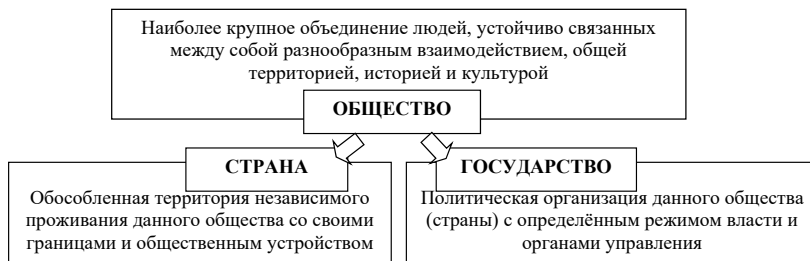 Наиболее крупное объединение людей, устойчиво связанных
между собой разнообразным взаимодействием, общей
территорией, историей и культурой
ОБЩЕСТВО
СТРАНА
Обособленная территория независимого
проживания данного общества со своими
границами и общественным устройством
ГОСУДАРСТВО
Политическая организация данного общества
(страны) с определённым режимом власти и
органами управления